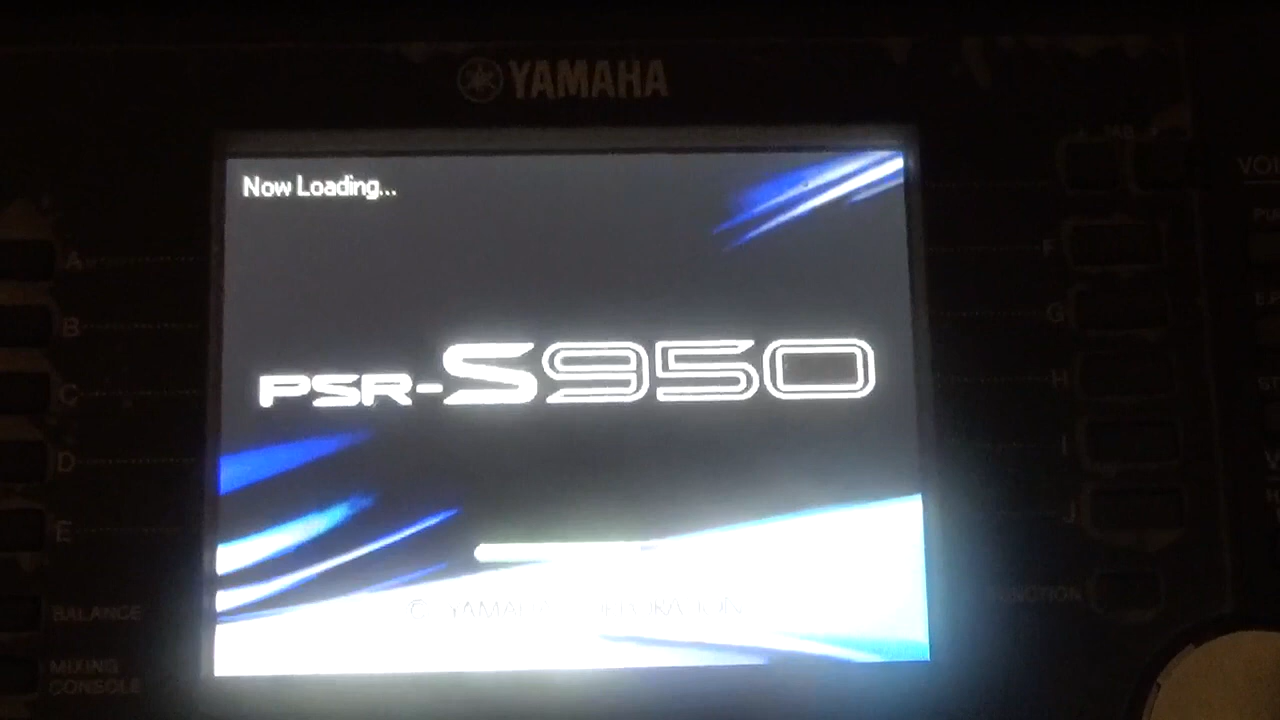 YAMAHA
Now Loading...
PSR-S950
A
B
C
D
E
F
G
H
I
J
BALANCE
MIXING
CONSOLE